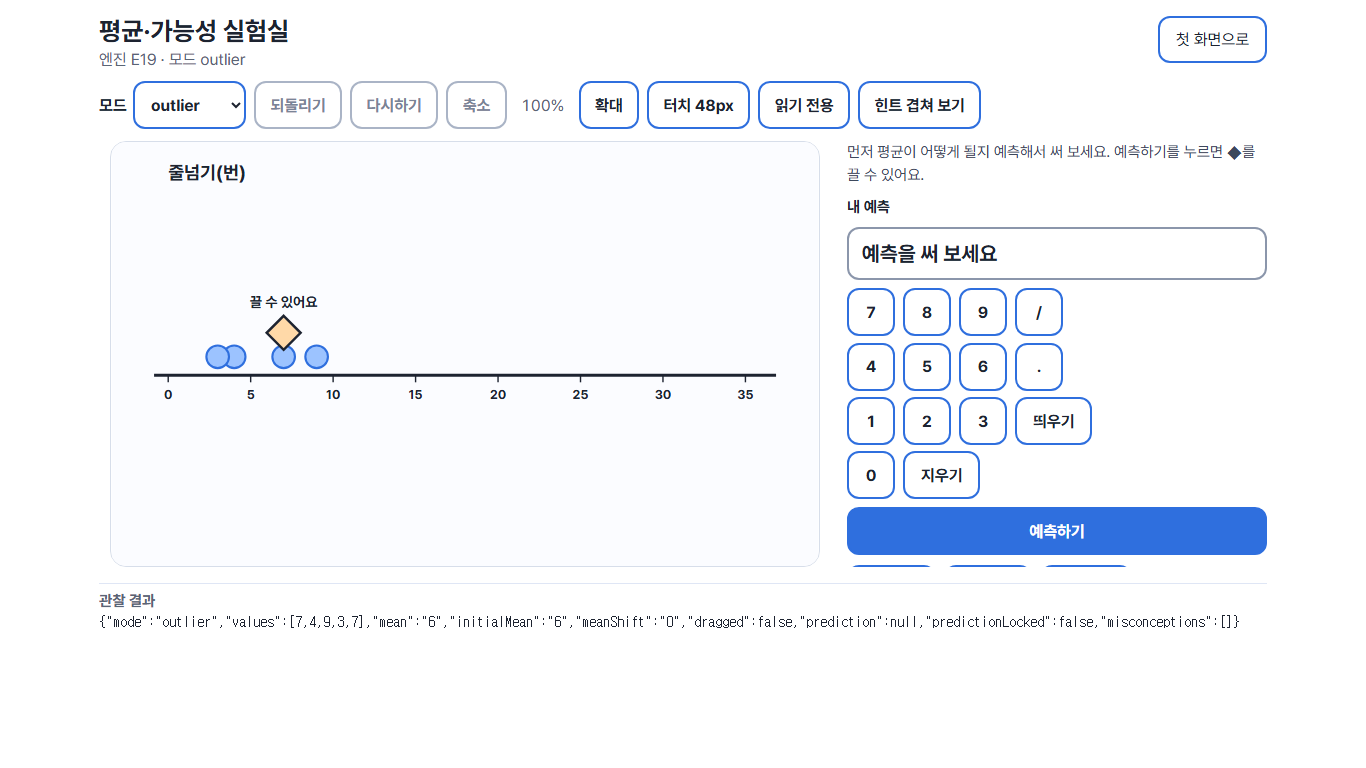 평균·가능성 실험실
엔진 E19 · 모드 outlier
첫 화면으로
모드 outlier 되돌리기 다시하기 축소 100% 확대 터치 48px 읽기 전용 힌트 겹쳐 보기
줄넘기(번)
끌 수 있어요
0 5 10 15 20 25 30 35
먼저 평균이 어떻게 될지 예측해서 써 보세요. 예측하기를 누르면 ◆를
끌 수 있어요.
내 예측
예측을 써 보세요
7 8 9 /
4 5 6 .
1 2 3 띄우기
0 지우기
예측하기
관찰 결과
{"mode":"outlier","values":[7,4,9,3,7],"mean":"6","initialMean":"6","meanShift":"0","dragged":false,"prediction":null,"predictionLocked":false,"misconceptions":[]}